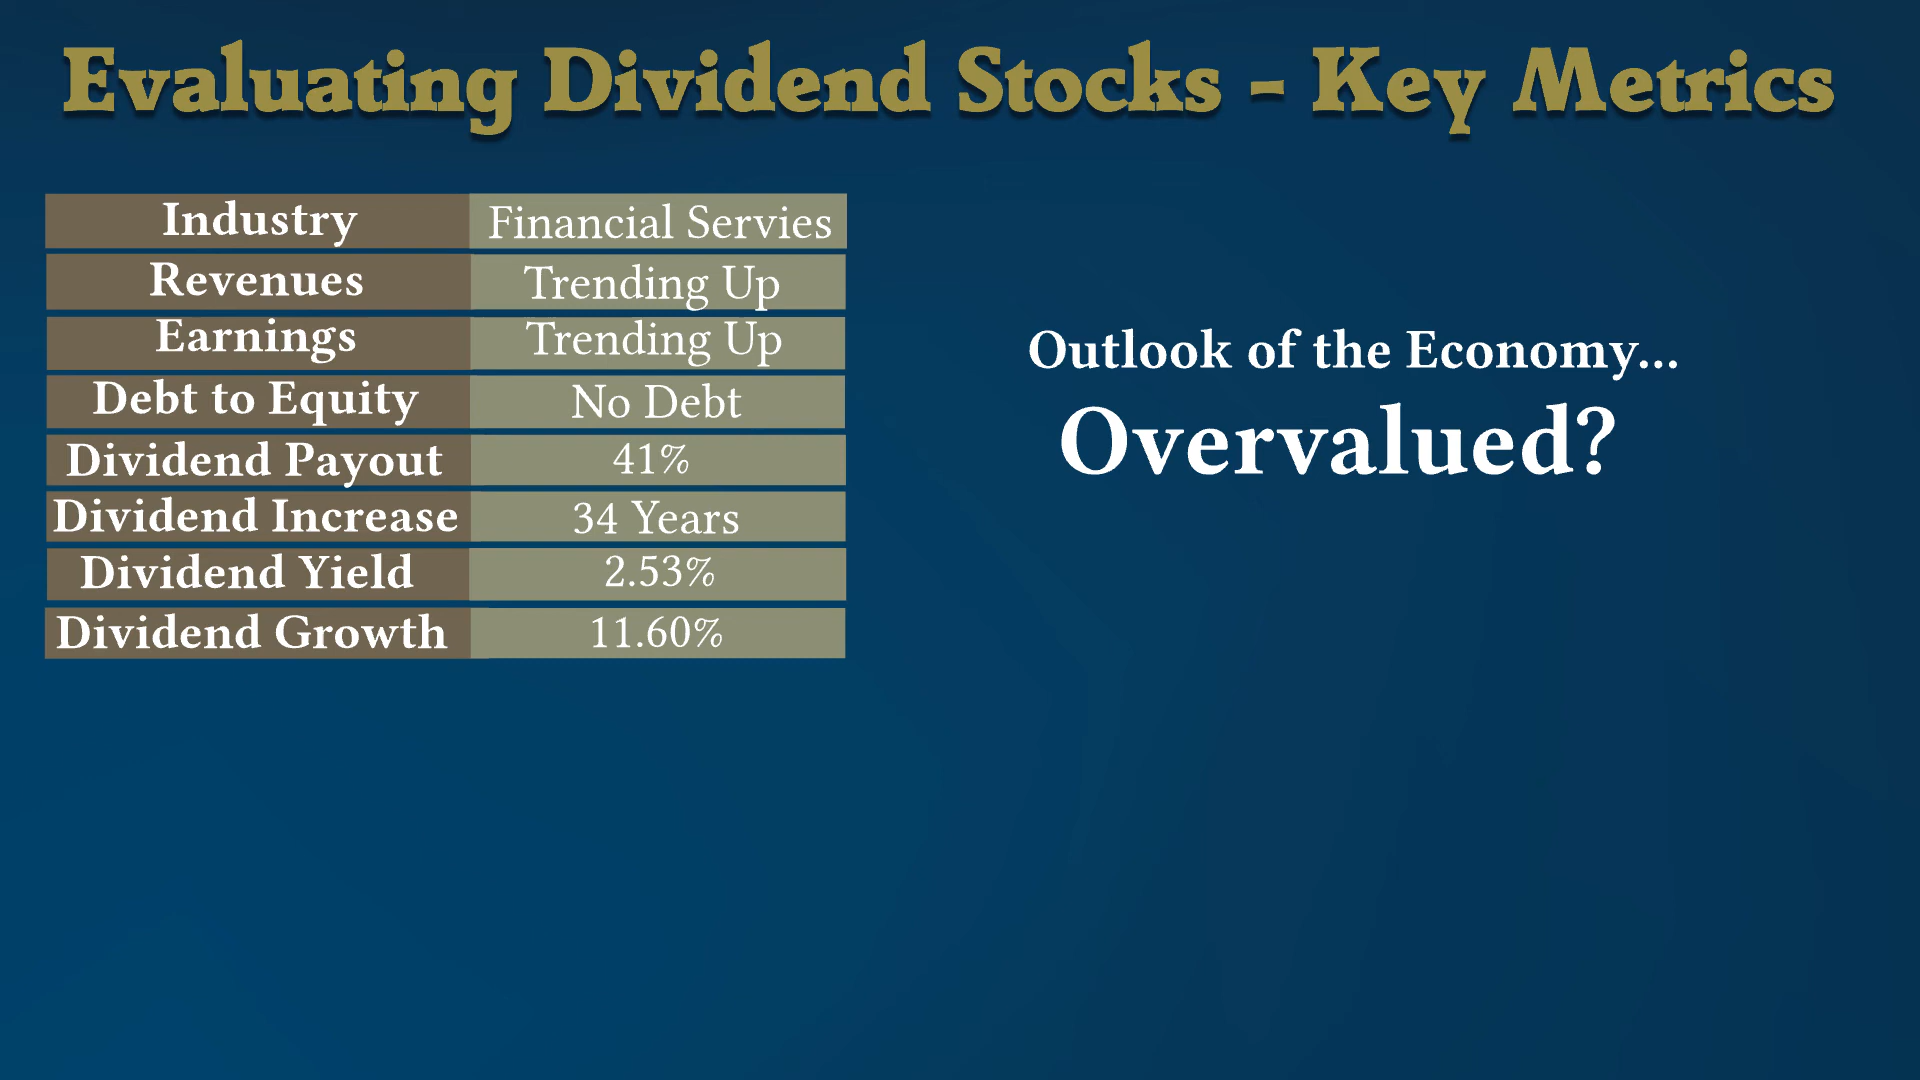 Evaluating Dividend Stocks - Key Metrics
Industry Financial Servies
Revenues Trending Up
Earnings Trending Up
Debt to Equity No Debt
Dividend Payout 41%
Dividend Increase 34 Years
Dividend Yield 2.53%
Dividend Growth 11.60%
Outlook of the Economy...
Overvalued?